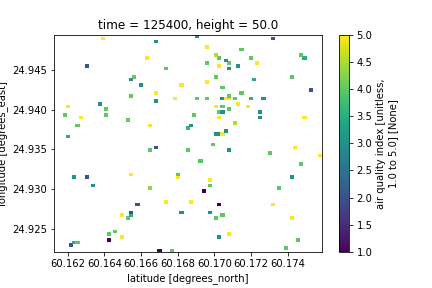 time = 125400, height = 50.0
24.945
24.940
24.935
24.930
24.925
longitude [degrees_east]
60.162 60.164 60.166 60.168 60.170 60.172 60.174
latitude [degrees_north]
5.0
4.5
4.0
3.5
3.0
2.5
2.0
1.5
1.0
air quality index [unitless,
1.0 to 5.0] [None]